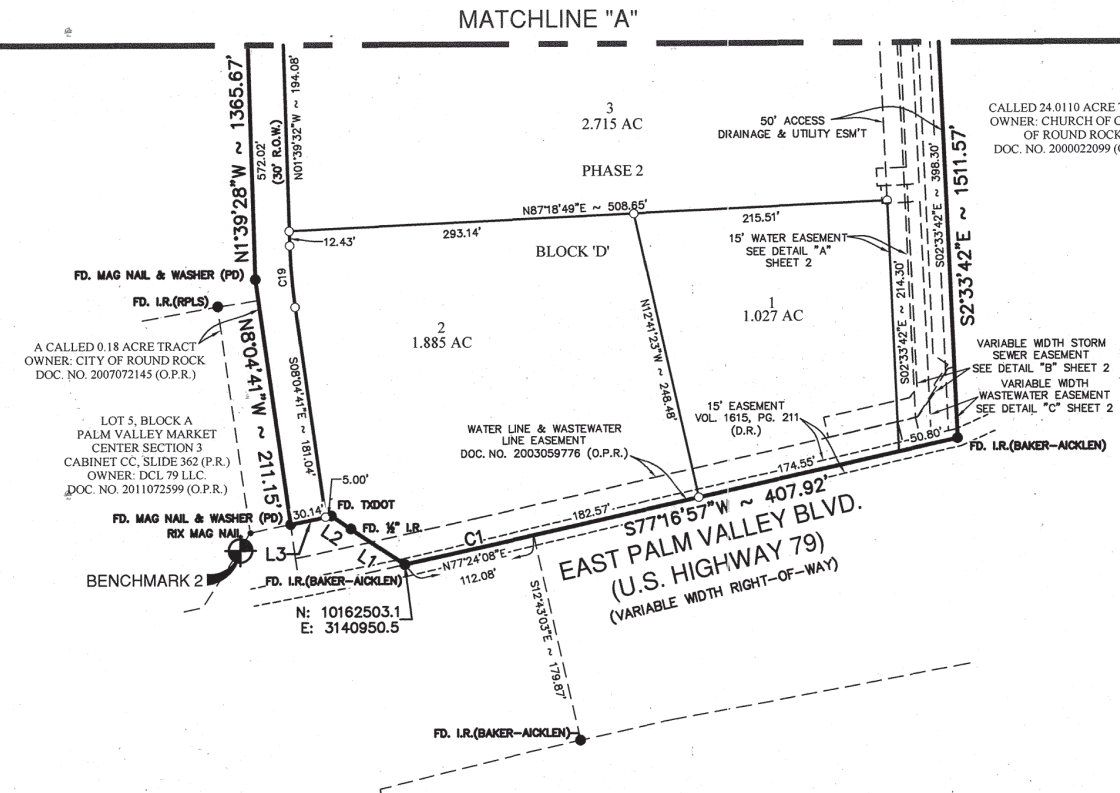 MATCHLINE "A"
N1°39'28"W ~ 1365.67'
572.02'
(30' R.O.W.)
N01°39'32"W ~ 194.08'
3
2.715 AC
PHASE 2
50' ACCESS
DRAINAGE & UTILITY ESM'T
S02°33'42"E ~ 398.30'
S2°33'42"E ~ 1511.57'
CALLED 24.0110 ACRE
OWNER: CHURCH OF
OF ROUND ROCK
DOC. NO. 2000022099
N87°18'49"E ~ 508.65'
293.14'
215.51'
12.43'
C19
BLOCK 'D'
15' WATER EASEMENT
SEE DETAIL "A"
SHEET 2
FD. MAG NAIL & WASHER (PD)
FD. I.R.(RPLS)
A CALLED 0.18 ACRE TRACT
OWNER: CITY OF ROUND ROCK
DOC. NO. 2007072145 (O.P.R.)
N8°04'41"W ~ 211.15'
S08°04'41"E ~ 181.04'
2
1.885 AC
N12°41'23"W ~ 248.48'
1
1.027 AC
S02°33'42"E ~ 214.30'
VARIABLE WIDTH STORM
SEWER EASEMENT
SEE DETAIL "B" SHEET 2
VARIABLE WIDTH
WASTEWATER EASEMENT
SEE DETAIL "C" SHEET 2
LOT 5, BLOCK A
PALM VALLEY MARKET
CENTER SECTION 3
CABINET CC, SLIDE 362 (P.R.)
OWNER: DCL 79 LLC.
DOC. NO. 2011072599 (O.P.R.)
WATER LINE & WASTEWATER
LINE EASEMENT
DOC. NO. 2003059776 (O.P.R.)
15' EASEMENT
VOL. 1615, PG. 211
(D.R.)
50.80'
FD. I.R.(BAKER-AICKLEN)
174.55'
182.57'
S77°16'57"W ~ 407.92'
5.00'
FD. TXDOT
30.14'
FD. MAG NAIL & WASHER (PD)
RIX MAG NAIL
FD. ½" I.R.
L2
L1
L3
C1
N77°24'08"E
112.08'
BENCHMARK 2
FD. I.R.(BAKER-AICKLEN)
N: 10162503.1
E: 3140950.5
EAST PALM VALLEY BLVD.
(U.S. HIGHWAY 79)
(VARIABLE WIDTH RIGHT-OF-WAY)
S12°43'03"E ~ 179.87'
FD. I.R.(BAKER-AICKLEN)